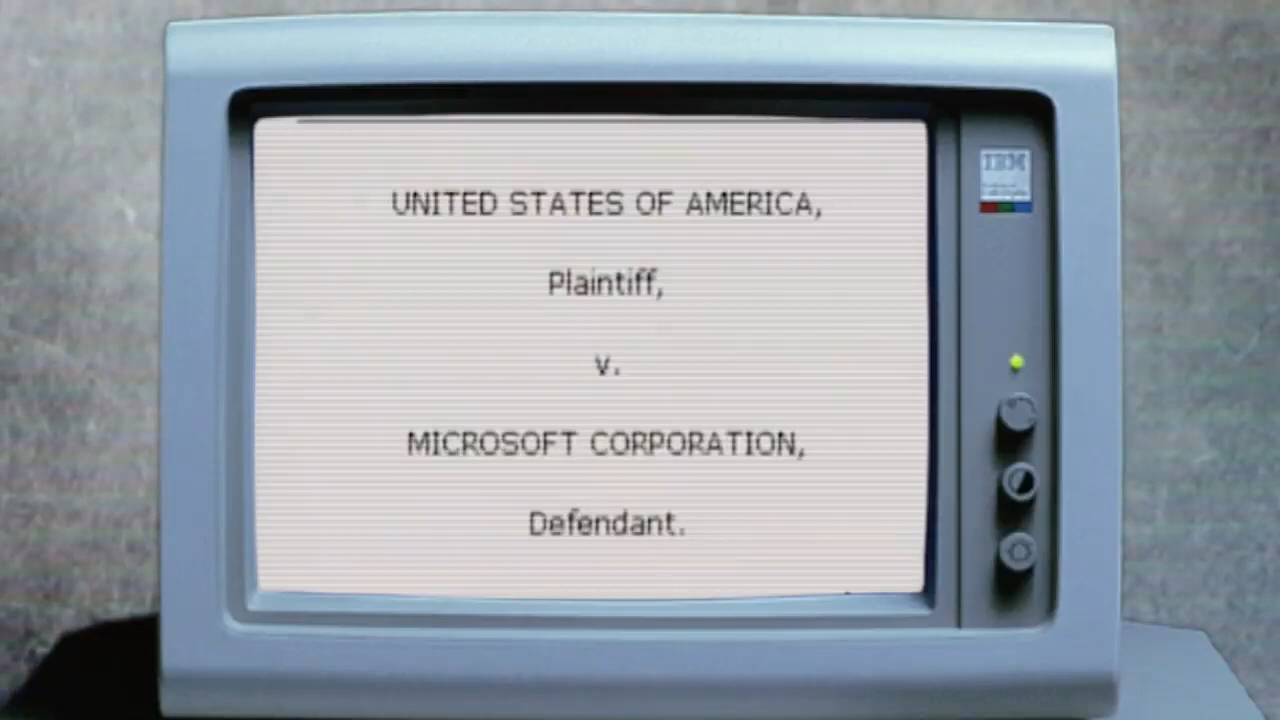 UNITED STATES OF AMERICA,
Plaintiff,
v.
MICROSOFT CORPORATION,
Defendant.
IBM